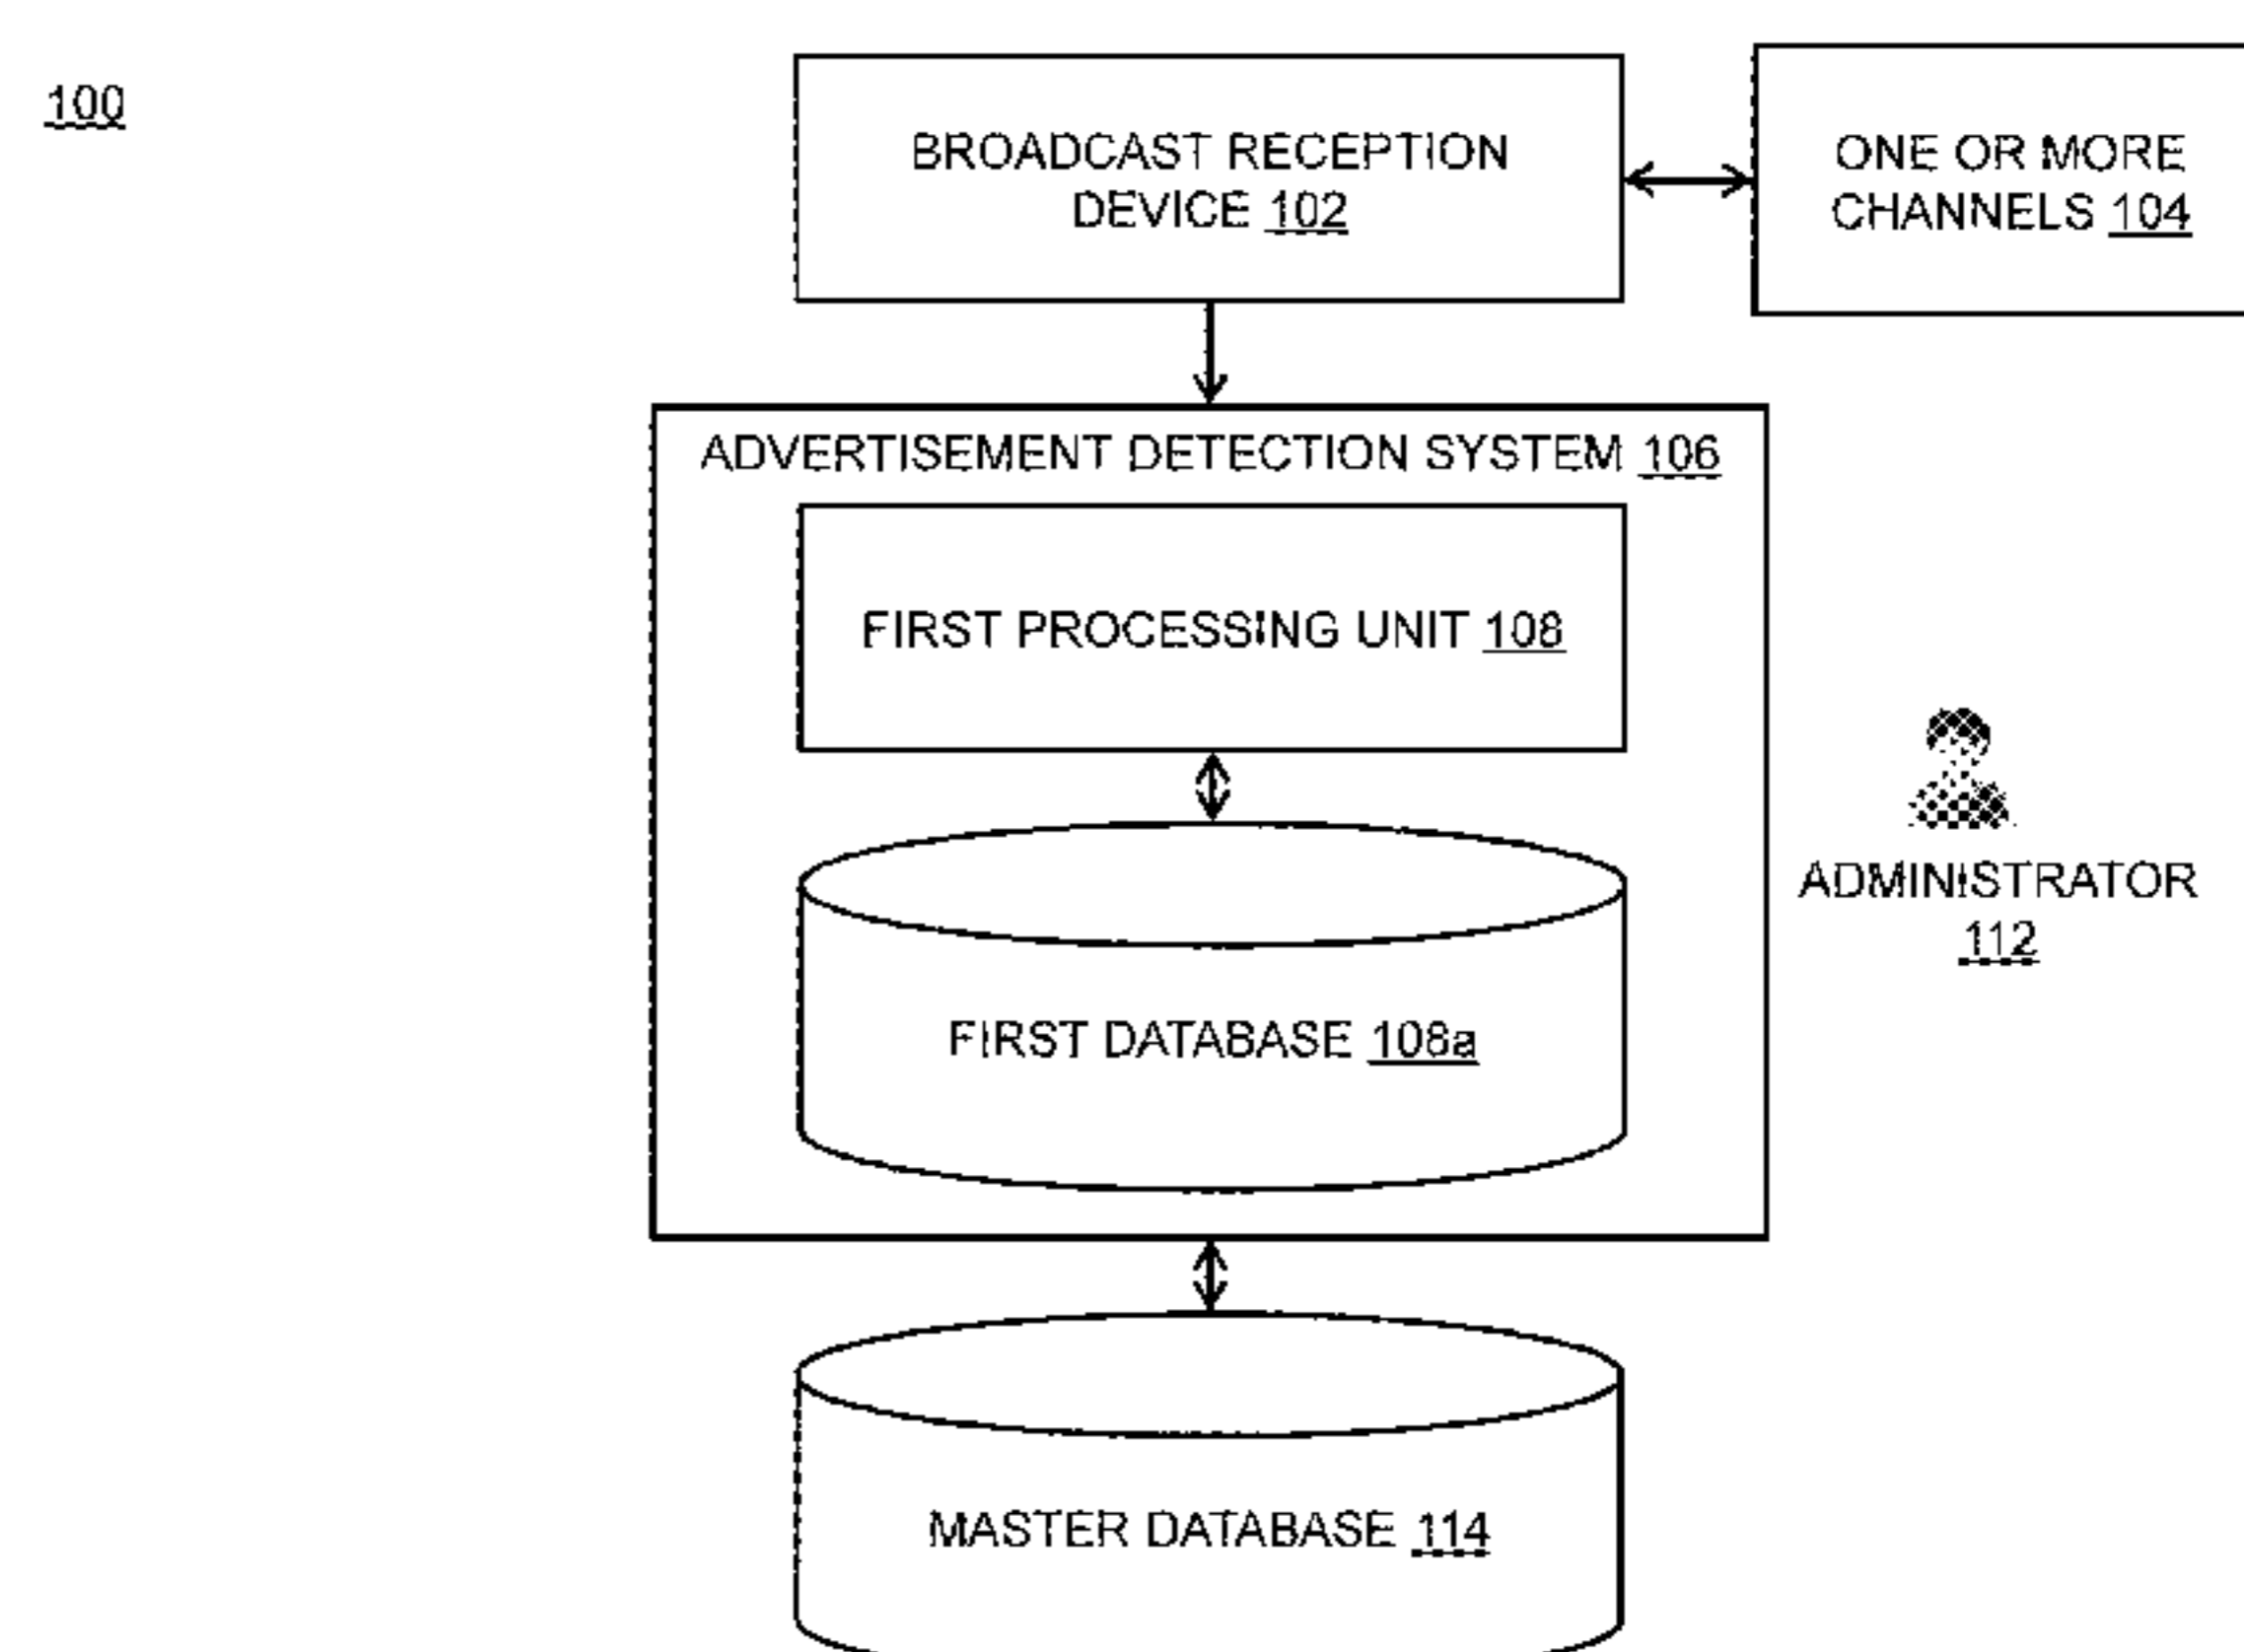 100
BROADCAST RECEPTION
DEVICE 102
ONE OR MORE
CHANNELS 104
ADVERTISEMENT DETECTION SYSTEM 106
FIRST PROCESSING UNIT 108
ADMINISTRATOR
112
FIRST DATABASE 108a
MASTER DATABASE 114